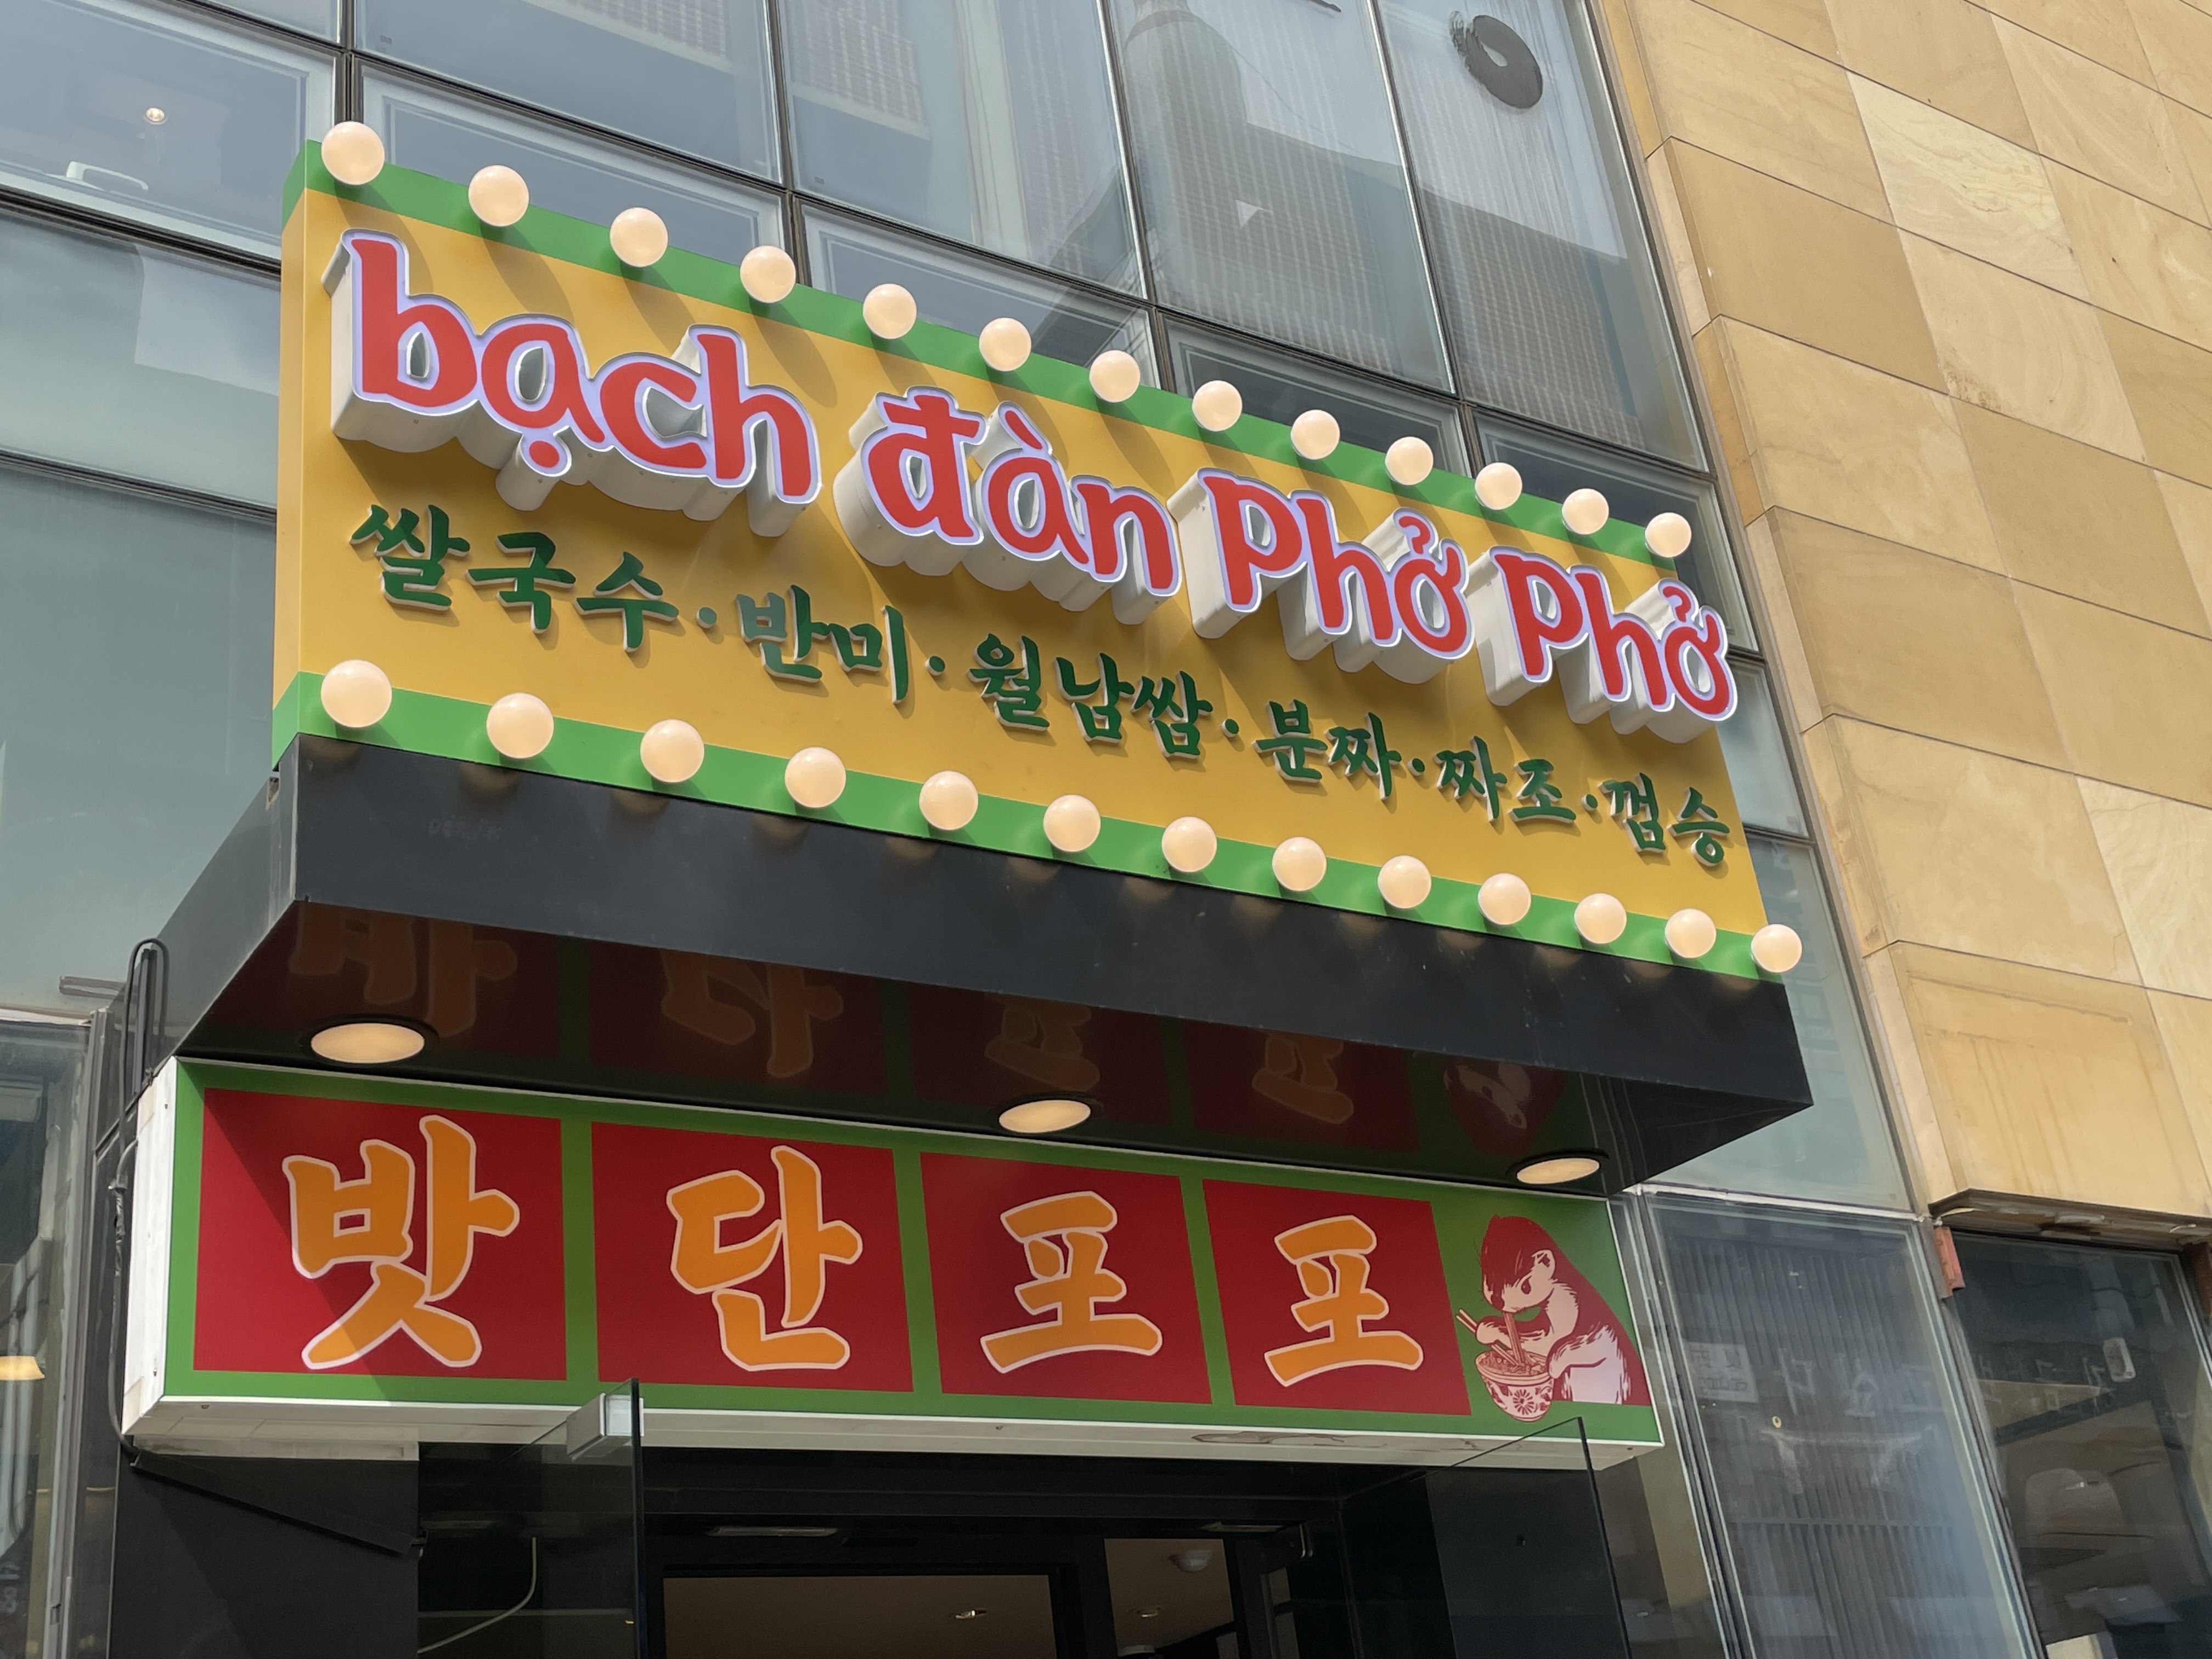 bạch đàn Phở Phở
쌀국수·반미·월남쌈·분짜·짜조·껌승
밧단포포